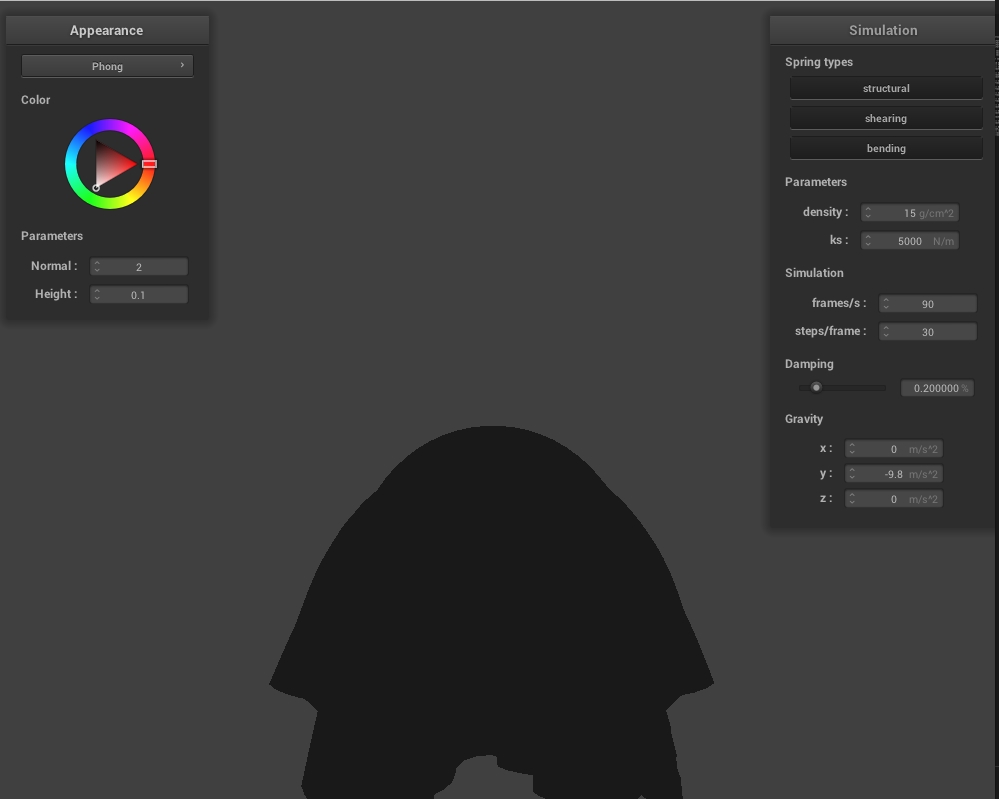 Appearance
Phong
Color
Parameters
Normal : 2
Height : 0.1
Simulation
Spring types
structural
shearing
bending
Parameters
density : 15 g/cm^2
ks : 5000 N/m
Simulation
frames/s : 90
steps/frame : 30
Damping
0.200000 %
Gravity
x : 0 m/s^2
y : -9.8 m/s^2
z : 0 m/s^2